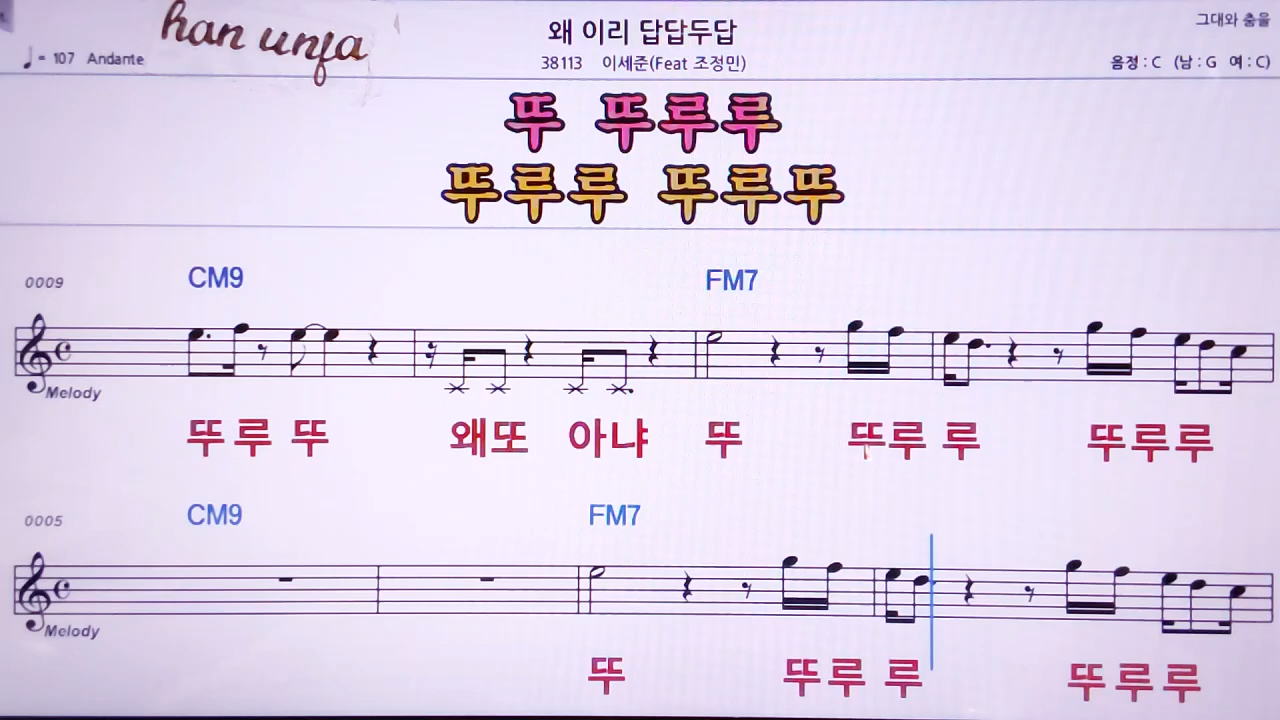 han unja
왜 이리 답답두답
그대와 춤을
♩= 107 Andante
38113 이세준(Feat 조정민)
음정 : C (남 : G 여 : C)
뚜 뚜루루
뚜루루 뚜루뚜
0009 CM9 FM7
Melody
뚜루 뚜 왜또 아냐 뚜 뚜루 루 뚜루루
0005 CM9 FM7
Melody
뚜 뚜루 루 뚜루루